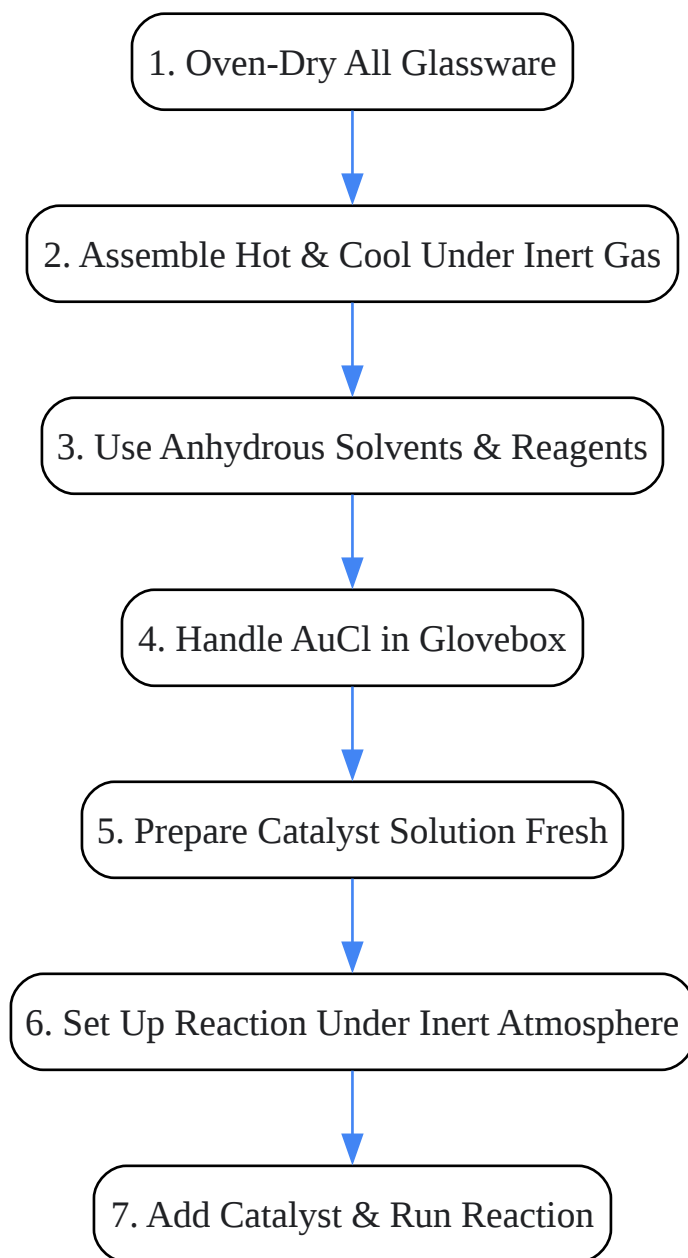 1. Oven-Dry All Glassware
2. Assemble Hot & Cool Under Inert Gas
3. Use Anhydrous Solvents & Reagents
4. Handle AuCl in Glovebox
5. Prepare Catalyst Solution Fresh
6. Set Up Reaction Under Inert Atmosphere
7. Add Catalyst & Run Reaction